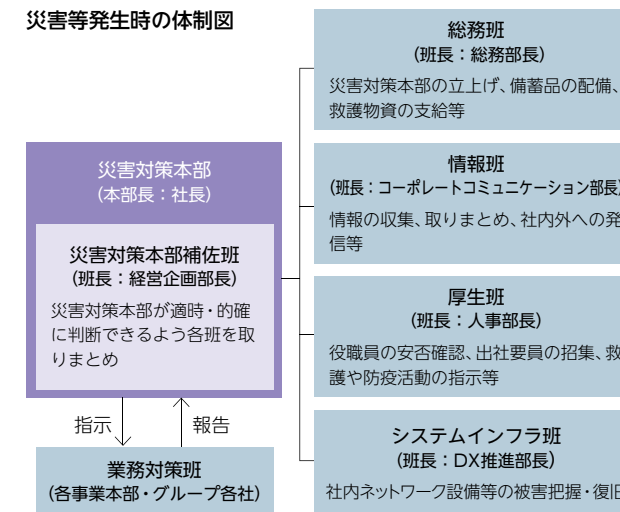 災害等発生時の体制図
災害対策本部
（本部長：社長）
災害対策本部補佐班
（班長：経営企画部長）
災害対策本部が適時・的確
に判断できるよう各班を取
りまとめ
指示
報告
業務対策班
（各事業本部・グループ各社）
総務班
（班長：総務部長）
災害対策本部の立上げ、備蓄品の配備、
救護物資の支給等
情報班
（班長：コーポレートコミュニケーション部長）
情報の収集、取りまとめ、社内外への発
信等
厚生班
（班長：人事部長）
役職員の安否確認、出社要員の招集、救
護や防疫活動の指示等
システムインフラ班
（班長：DX推進部長）
社内ネットワーク設備等の被害把握・復旧